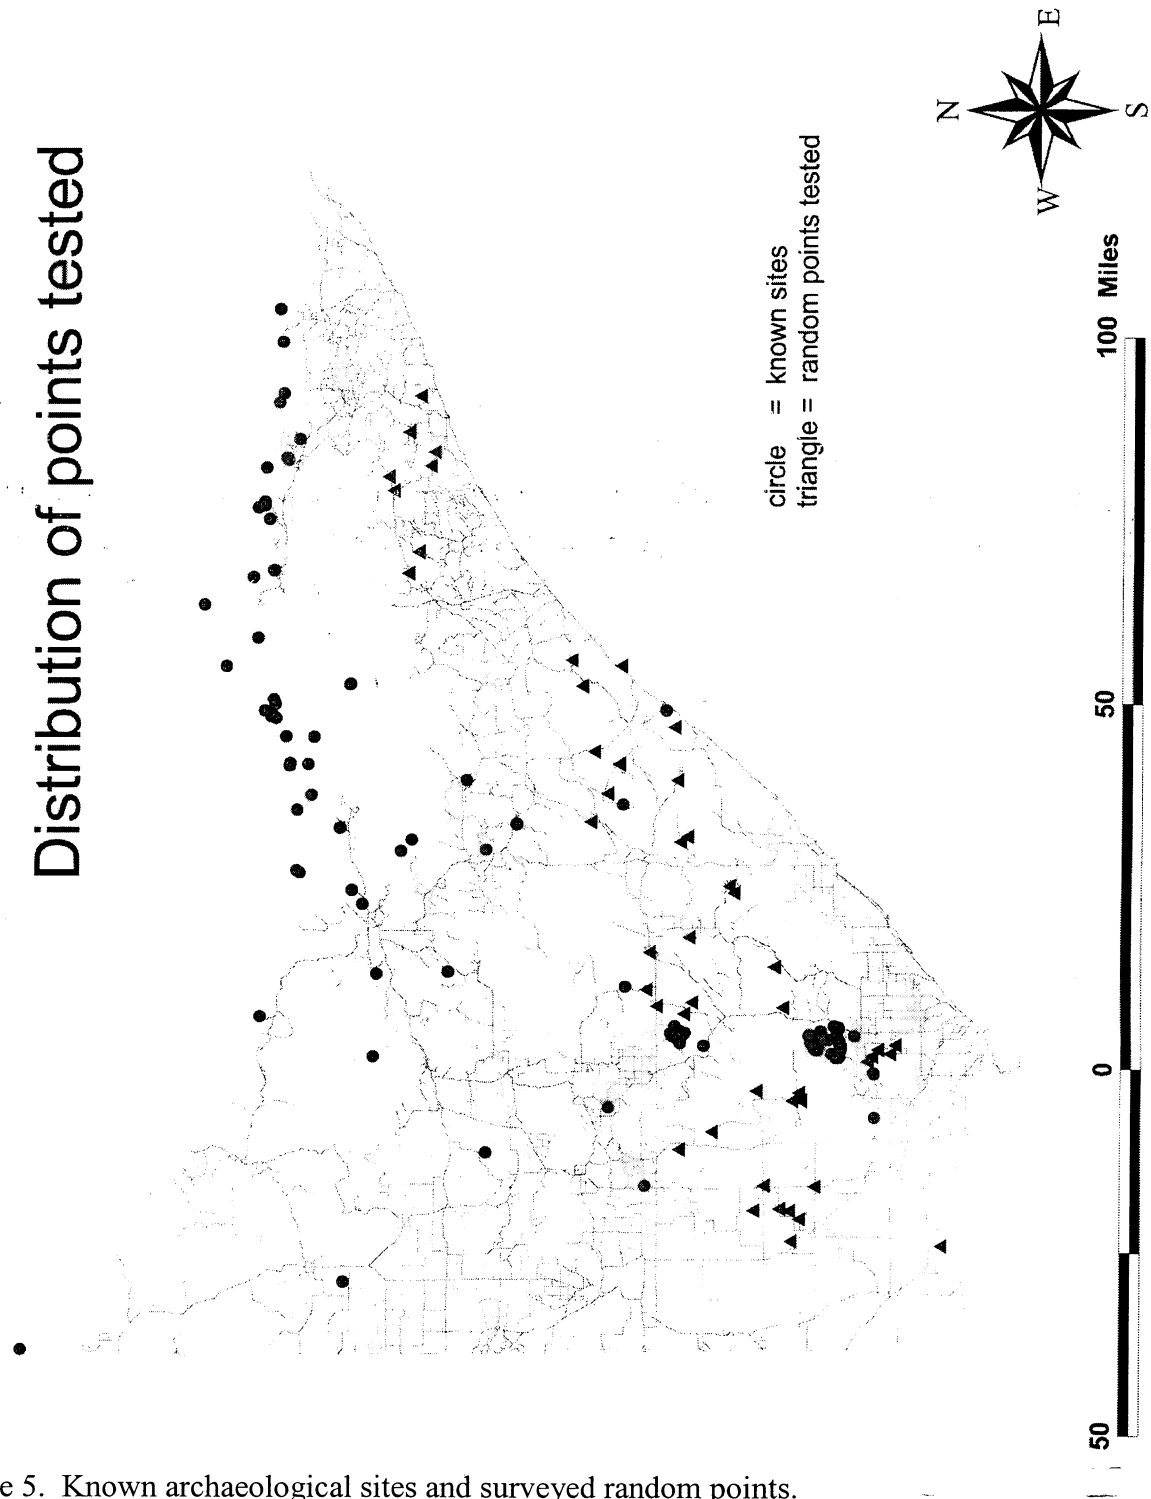 Distribution of points tested
N
E
S
W
circle = known sites
triangle = random points tested
50 0 50 100 Miles
e 5. Known archaeological sites and surveyed random points.